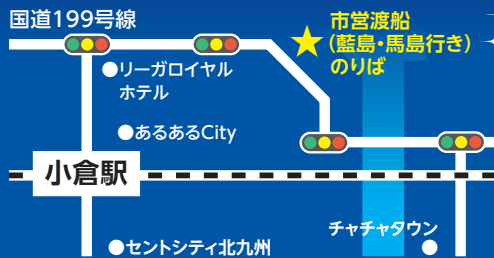 国道199号線
市営渡船
（藍島・馬島行き）
のりば
●リーガロイヤル
ホテル
●あるあるCity
小倉駅
チャチャタウン
●セントシティ北九州